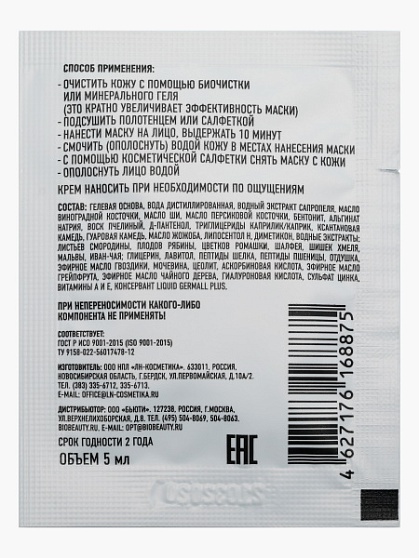 СПОСОБ ПРИМЕНЕНИЯ:
- ОЧИСТИТЬ КОЖУ С ПОМОЩЬЮ БИОЧИСТКИ
ИЛИ МИНЕРАЛЬНОГО ГЕЛЯ
(ЭТО КРАТНО УВЕЛИЧИВАЕТ ЭФФЕКТИВНОСТЬ МАСКИ)
- ПОДСУШИТЬ ПОЛОТЕНЦЕМ ИЛИ САЛФЕТКОЙ
- НАНЕСТИ МАСКУ НА ЛИЦО, ВЫДЕРЖАТЬ 10 МИНУТ
- СМОЧИТЬ (ОПОЛОСНУТЬ) ВОДОЙ КОЖУ В МЕСТАХ НАНЕСЕНИЯ МАСКИ
- С ПОМОЩЬЮ КОСМЕТИЧЕСКОЙ САЛФЕТКИ СНЯТЬ МАСКУ С КОЖИ
- ОПОЛОСНУТЬ ЛИЦО ВОДОЙ
КРЕМ НАНОСИТЬ ПРИ НЕОБХОДИМОСТИ ПО ОЩУЩЕНИЯМ
СОСТАВ: ГЕЛЕВАЯ ОСНОВА, ВОДА ДИСТИЛЛИРОВАННАЯ, ВОДНЫЙ ЭКСТРАКТ САПРОПЕЛЯ, МАСЛО
ВИНОГРАДНОЙ КОСТОЧКИ, МАСЛО ШИ, МАСЛО ПЕРСИКОВОЙ КОСТОЧКИ, БЕНТОНИТ, АЛЬГИНАТ
НАТРИЯ, ВОСК ПЧЕЛИНЫЙ, Д-ПАНТЕНОЛ, ТРИГЛИЦЕРИДЫ КАПРИЛИК/КАПРИК, КСАНТАНОВАЯ
КАМЕДЬ, ГУАРОВАЯ КАМЕДЬ, МАСЛО ЖОЖОБА, ЛИПОСЕНТОЛ Н, ДИМЕТИКОН, ВОДНЫЕ ЭКСТРАКТЫ:
ЛИСТЬЕВ СМОРОДИНЫ, ПЛОДОВ РЯБИНЫ, ЦВЕТКОВ РОМАШКИ, ШАЛФЕЯ, ШИШЕК ХМЕЛЯ,
МАЛЬВЫ, ИВАН-ЧАЯ; ГЛИЦЕРИН, ЛАВИТОЛ, ПЕПТИДЫ ШЕЛКА, ПЕПТИДЫ ПШЕНИЦЫ, ОТДУШКА,
ЭФИРНОЕ МАСЛО ГВОЗДИКИ, МОЧЕВИНА, ЦЕОЛИТ, АСКОРБИНОВАЯ КИСЛОТА, ЭФИРНОЕ МАСЛО
ГРЕЙПФРУТА, ЭФИРНОЕ МАСЛО ЧАЙНОГО ДЕРЕВА, ГИАЛУРОНОВАЯ КИСЛОТА, СУЛЬФАТ ЦИНКА,
ВИТАМИНЫ А И Е, КОНСЕРВАНТ LIQUID GERMALL PLUS.
ПРИ НЕПЕРЕНОСИМОСТИ КАКОГО-ЛИБО
КОМПОНЕНТА НЕ ПРИМЕНЯТЬ!
СООТВЕТСТВУЕТ:
ГОСТ Р ИСО 9001-2015 (ISO 9001-2015)
ТУ 9158-022-56017478-12
ИЗГОТОВИТЕЛЬ: ООО НПЛ «ЛН-КОСМЕТИКА». 633011, РОССИЯ,
НОВОСИБИРСКАЯ ОБЛАСТЬ, Г.БЕРДСК, УЛ.ПЕРВОМАЙСКАЯ, Д.10А/2.
ТЕЛ. (383) 335-6712, 335-6713.
E-MAIL: OFFICE@LN-COSMETIKA.RU
ДИСТРИБЬЮТОР: ООО «БЬЮТИ». 127238, РОССИЯ, Г.МОСКВА,
УЛ.ВЕРХНЕЛИХОБОРСКАЯ, Д.8. ТЕЛ. (495) 504-8069, 504-8063.
BIOBEAUTY.RU. E-MAIL: OPT@BIOBEAUTY.RU
СРОК ГОДНОСТИ 2 ГОДА
ОБЪЕМ 5 МЛ
EAC
4 627176 168875